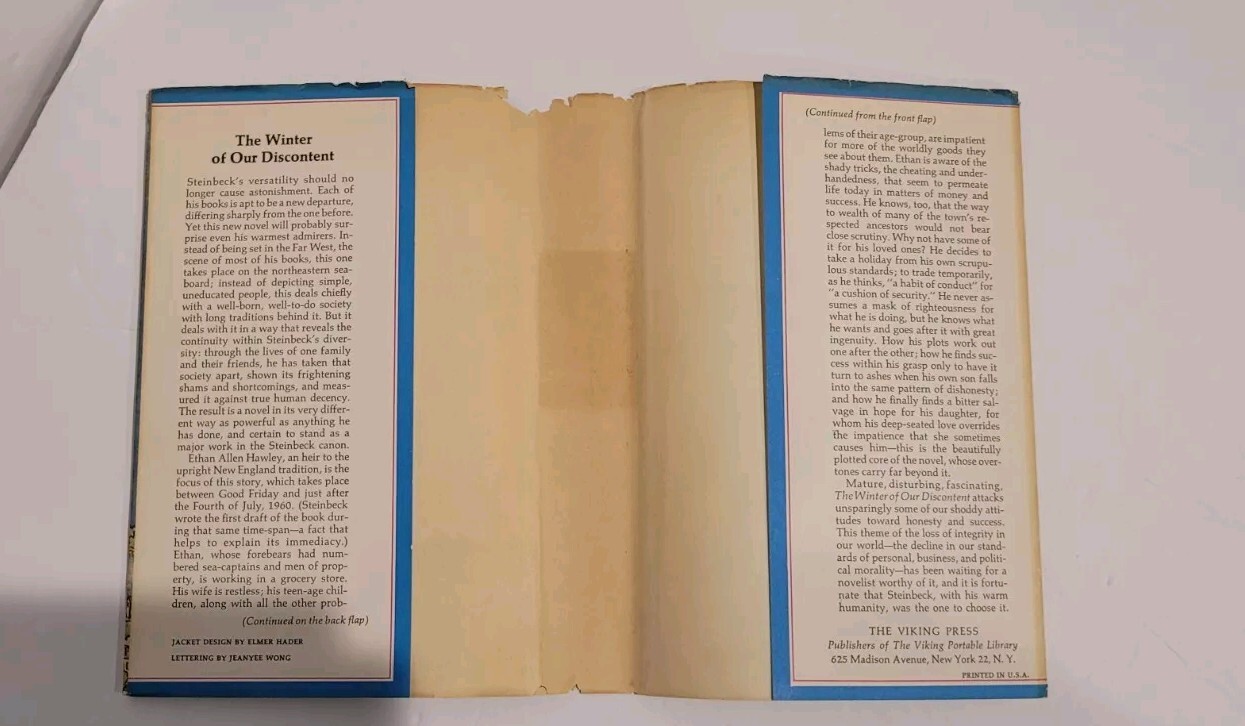 The Winter
of Our Discontent
Steinbeck's versatility should no
longer cause astonishment. Each of
his books is apt to be a new departure,
differing sharply from the one before.
Yet this new novel will probably sur-
prise even his warmest admirers. In-
stead of being set in the Far West, the
scene of most of his books, this one
takes place on the northeastern sea-
board; instead of depicting simple,
uneducated people, this deals chiefly
with a well-born, well-to-do society
with long traditions behind it. But it
deals with it in a way that reveals the
continuity within Steinbeck's diver-
sity: through the lives of one family
and their friends, he has taken that
society apart, shown its frightening
shams and shortcomings, and meas-
ured it against true human decency.
The result is a novel in its very differ-
ent way as powerful as anything he
has done, and certain to stand as a
major work in the Steinbeck canon.
Ethan Allen Hawley, an heir to the
upright New England tradition, is the
focus of this story, which takes place
between Good Friday and just after
the Fourth of July, 1960. (Steinbeck
wrote the first draft of the book dur-
ing that same time-span—a fact that
helps to explain its immediacy.)
Ethan, whose forebears had num-
bered sea-captains and men of prop-
erty, is working in a grocery store.
His wife is restless; his teen-age chil-
dren, along with all the other prob-
(Continued on the back flap)
JACKET DESIGN BY ELMER HADER
LETTERING BY JEANYEE WONG
(Continued from the front flap)
lems of their age-group, are impatient
for more of the worldly goods they
see about them. Ethan is aware of the
shady tricks, the cheating and under-
handedness, that seem to permeate
life today in matters of money and
success. He knows, too, that the way
to wealth of many of the town's re-
spected ancestors would not bear
close scrutiny. Why not have some of
it for his loved ones? He decides to
take a holiday from his own scrupu-
lous standards; to trade temporarily,
as he thinks, "a habit of conduct" for
"a cushion of security." He never as-
sumes a mask of righteousness for
what he is doing, but he knows what
he wants and goes after it with great
ingenuity. How his plots work out
one after the other; how he finds suc-
cess within his grasp only to have it
turn to ashes when his own son falls
into the same pattern of dishonesty;
and how he finally finds a bitter sal-
vage in hope for his daughter, for
whom his deep-seated love overrides
the impatience that she sometimes
causes him—this is the beautifully
plotted core of the novel, whose over-
tones carry far beyond it.
Mature, disturbing, fascinating,
The Winter of Our Discontent attacks
unsparingly some of our shoddy atti-
tudes toward honesty and success.
This theme of the loss of integrity in
our world—the decline in our stand-
ards of personal, business, and politi-
cal morality—has been waiting for a
novelist worthy of it, and it is fortu-
nate that Steinbeck, with his warm
humanity, was the one to choose it.
THE VIKING PRESS
Publishers of The Viking Portable Library
625 Madison Avenue, New York 22, N. Y.
PRINTED IN U.S.A.